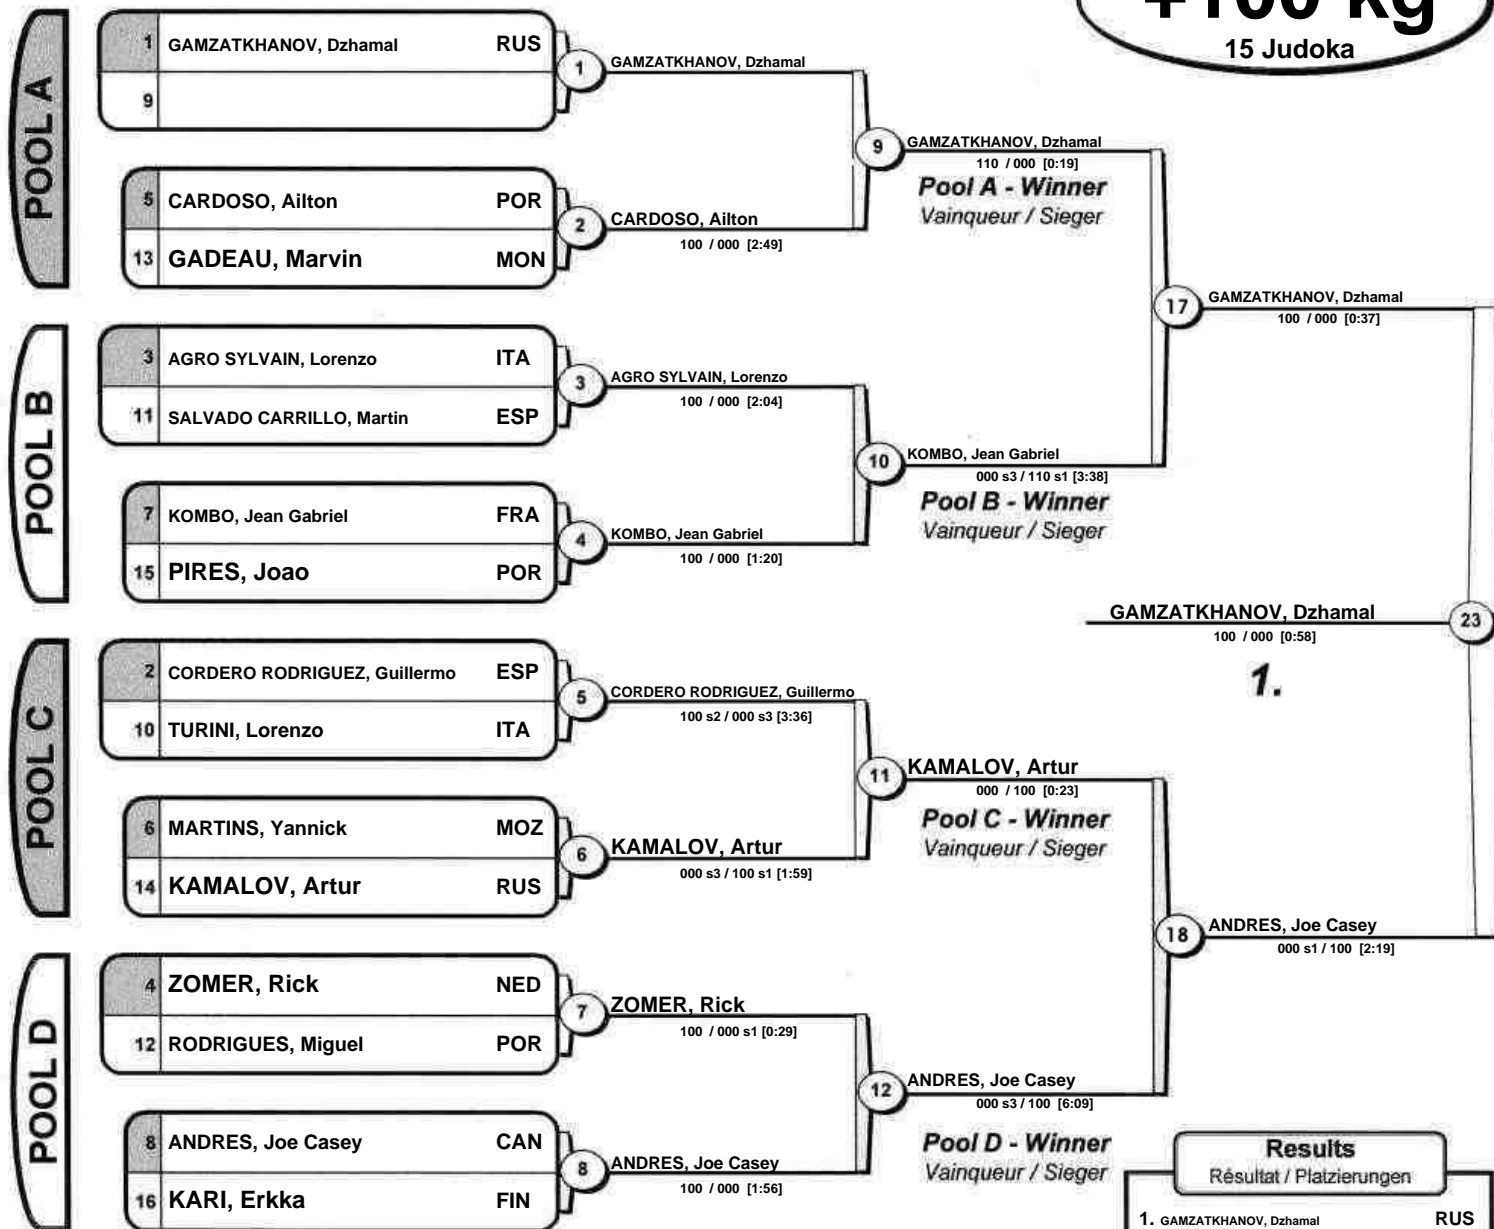 +100 kg
15 Judoka
POOL A
1 GAMZATKHANOV, Dzhamal RUS
9
1 GAMZATKHANOV, Dzhamal
5 CARDOSO, Ailton POR
13 GADEAU, Marvin MON
2 CARDOSO, Ailton
100 / 000 [2:49]
9 GAMZATKHANOV, Dzhamal
110 / 000 [0:19]
Pool A - Winner
Vainqueur / Sieger
POOL B
3 AGRO SYLVAIN, Lorenzo ITA
11 SALVADO CARRILLO, Martin ESP
3 AGRO SYLVAIN, Lorenzo
100 / 000 [2:04]
7 KOMBO, Jean Gabriel FRA
15 PIRES, Joao POR
4 KOMBO, Jean Gabriel
100 / 000 [1:20]
10 KOMBO, Jean Gabriel
000 s3 / 110 s1 [3:38]
Pool B - Winner
Vainqueur / Sieger
17 GAMZATKHANOV, Dzhamal
100 / 000 [0:37]
GAMZATKHANOV, Dzhamal 23
100 / 000 [0:58]
1.
POOL C
2 CORDERO RODRIGUEZ, Guillermo ESP
10 TURINI, Lorenzo ITA
5 CORDERO RODRIGUEZ, Guillermo
100 s2 / 000 s3 [3:36]
6 MARTINS, Yannick MOZ
14 KAMALOV, Artur RUS
6 KAMALOV, Artur
000 s3 / 100 s1 [1:59]
11 KAMALOV, Artur
000 / 100 [0:23]
Pool C - Winner
Vainqueur / Sieger
POOL D
4 ZOMER, Rick NED
12 RODRIGUES, Miguel POR
7 ZOMER, Rick
100 / 000 s1 [0:29]
8 ANDRES, Joe Casey CAN
16 KARI, Erkka FIN
8 ANDRES, Joe Casey
100 / 000 [1:56]
12 ANDRES, Joe Casey
000 s3 / 100 [6:09]
Pool D - Winner
Vainqueur / Sieger
18 ANDRES, Joe Casey
000 s1 / 100 [2:19]
Results
Résultat / Platzierungen
1. GAMZATKHANOV, Dzhamal RUS